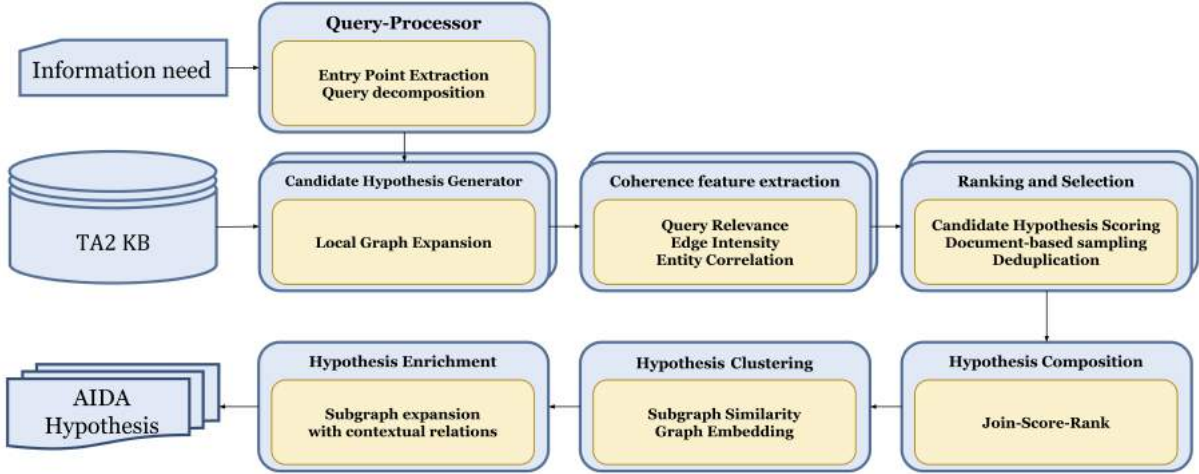 Query-Processor
Information need
Entry Point Extraction
Query decomposition
TA2 KB
Candidate Hypothesis Generator
Local Graph Expansion
Coherence feature extraction
Query Relevance
Edge Intensity
Entity Correlation
Ranking and Selection
Candidate Hypothesis Scoring
Document-based sampling
Deduplication
AIDA
Hypothesis
Hypothesis Enrichment
Subgraph expansion
with contextual relations
Hypothesis Clustering
Subgraph Similarity
Graph Embedding
Hypothesis Composition
Join-Score-Rank